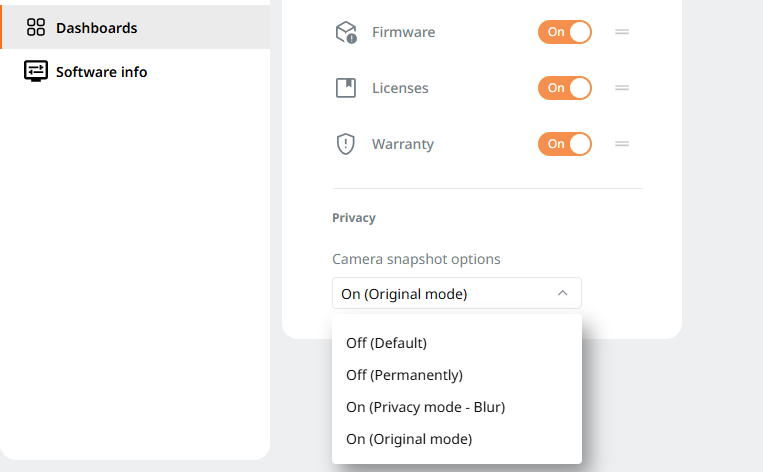 Dashboards
Software info
Firmware
On
Licenses
On
Warranty
On
Privacy
Camera snapshot options
On (Original mode)
Off (Default)
Off (Permanently)
On (Privacy mode - Blur)
On (Original mode)